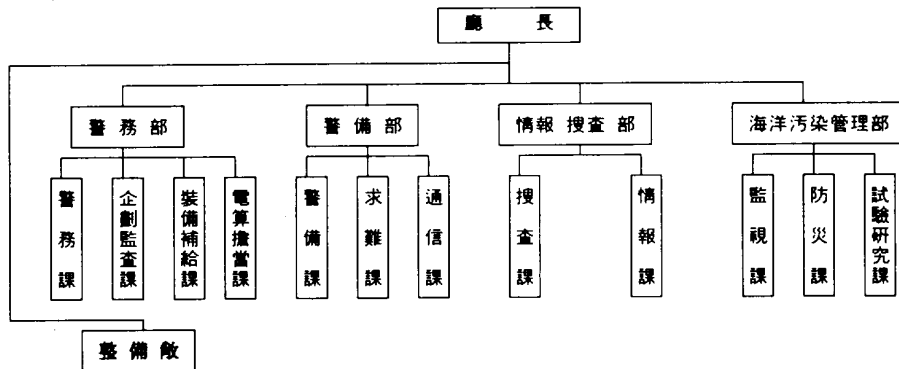 廳長
警務部
警備部
情報搜査部
海洋汚染管理部
警務課
企劃監査課
裝備補給課
電算擔當課
警備課
求難課
通信課
搜査課
情報課
監視課
防災課
試驗硏究課
整備敞